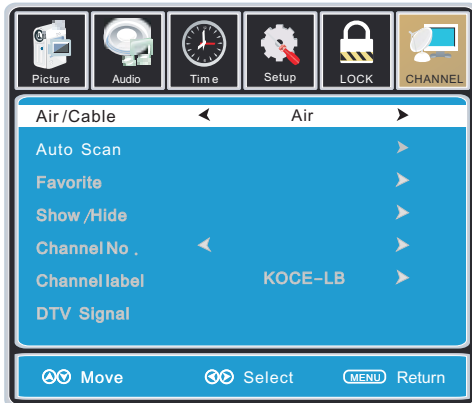 Picture Audio Time Setup LOCK CHANNEL
Air/Cable Air
Auto Scan
Favorite
Show/Hide
Channel No.
Channel label KOCE-LB
DTV Signal
Move Select MENU Return